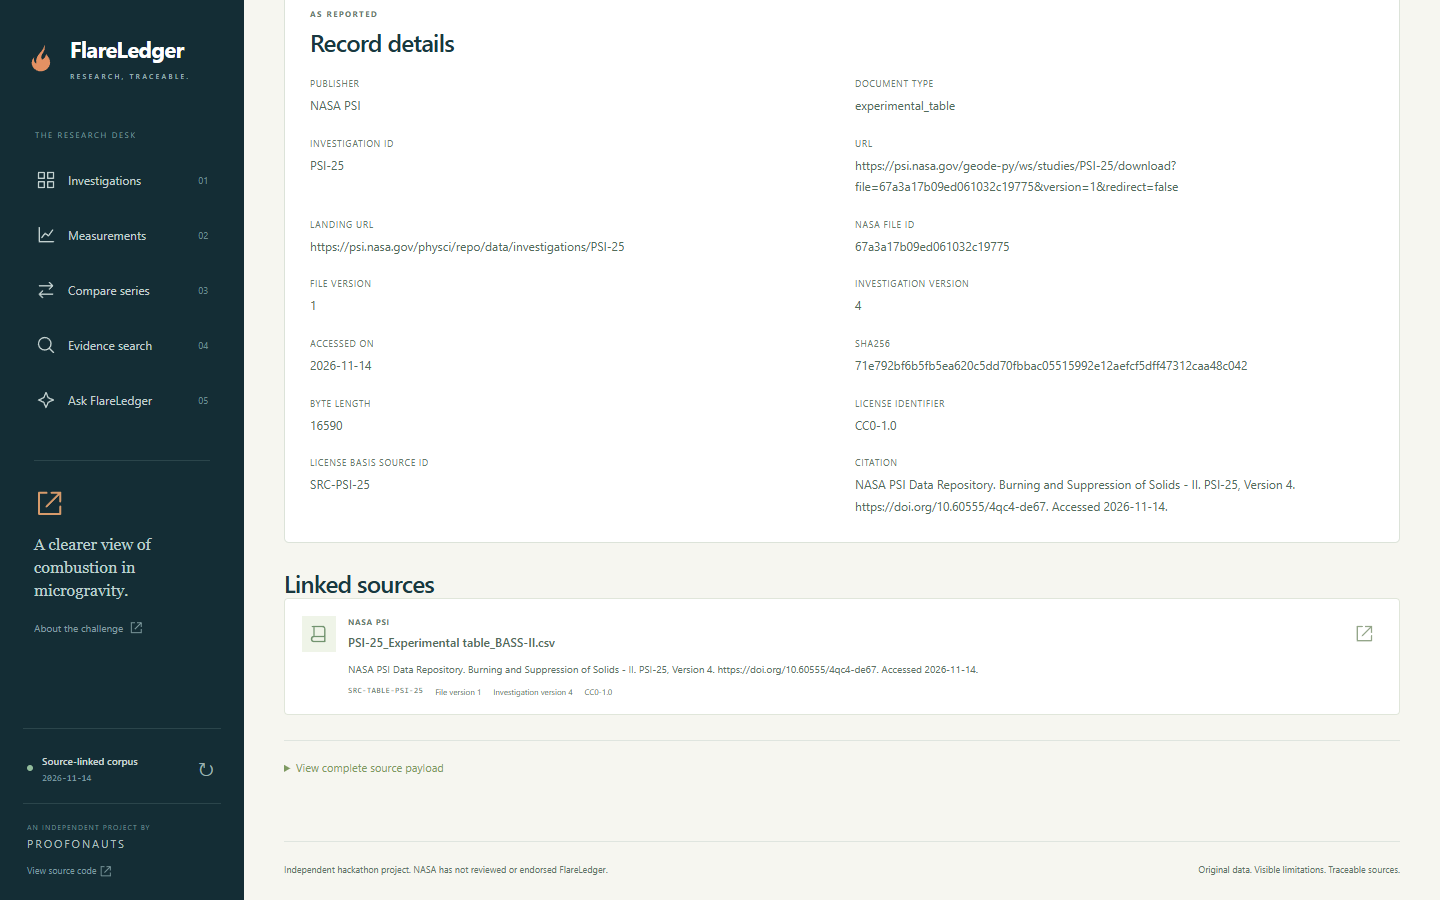 FlareLedger
RESEARCH, TRACEABLE.
THE RESEARCH DESK
Investigations 01
Measurements 02
Compare series 03
Evidence search 04
Ask FlareLedger 05
A clearer view of
combustion in
microgravity.
About the challenge
Source-linked corpus
2026-11-14
AN INDEPENDENT PROJECT BY
PROOFONAUTS
View source code
AS REPORTED
Record details
PUBLISHER
NASA PSI
DOCUMENT TYPE
experimental_table
INVESTIGATION ID
PSI-25
URL
https://psi.nasa.gov/geode-py/ws/studies/PSI-25/download?
file=67a3a17b09ed061032c19775&version=1&redirect=false
LANDING URL
https://psi.nasa.gov/physci/repo/data/investigations/PSI-25
NASA FILE ID
67a3a17b09ed061032c19775
FILE VERSION
1
INVESTIGATION VERSION
4
ACCESSED ON
2026-11-14
SHA256
71e792bf6b5fb5ea620c5dd70fbbac05515992e12aefcf5dff47312caa48c042
BYTE LENGTH
16590
LICENSE IDENTIFIER
CC0-1.0
LICENSE BASIS SOURCE ID
SRC-PSI-25
CITATION
NASA PSI Data Repository. Burning and Suppression of Solids - II. PSI-25, Version 4.
https://doi.org/10.60555/4qc4-de67. Accessed 2026-11-14.
Linked sources
NASA PSI
PSI-25_Experimental table_BASS-II.csv
NASA PSI Data Repository. Burning and Suppression of Solids - II. PSI-25, Version 4. https://doi.org/10.60555/4qc4-de67. Accessed 2026-11-14.
SRC-TABLE-PSI-25 File version 1 Investigation version 4 CC0-1.0
View complete source payload
Independent hackathon project. NASA has not reviewed or endorsed FlareLedger.
Original data. Visible limitations. Traceable sources.